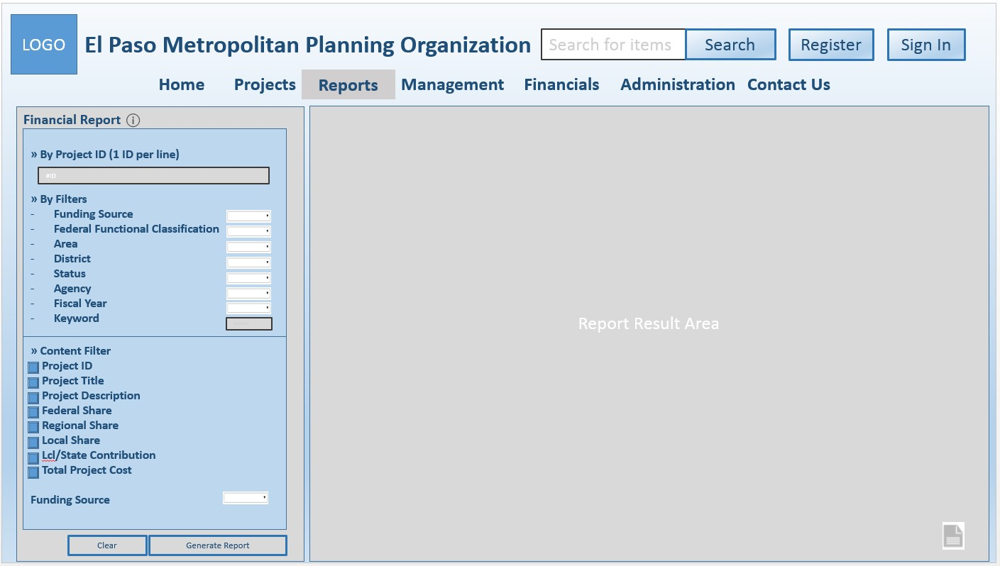 LOGO
El Paso Metropolitan Planning Organization
Search for items
Search
Register
Sign In
Home
Projects
Reports
Management
Financials
Administration
Contact Us
Financial Report
i
» By Project ID (1 ID per line)
#ID
» By Filters
- Funding Source
- Federal Functional Classification
- Area
- District
- Status
- Agency
- Fiscal Year
- Keyword
» Content Filter
Project ID
Project Title
Project Description
Federal Share
Regional Share
Local Share
Lcl/State Contribution
Total Project Cost
Funding Source
Clear
Generate Report
Report Result Area